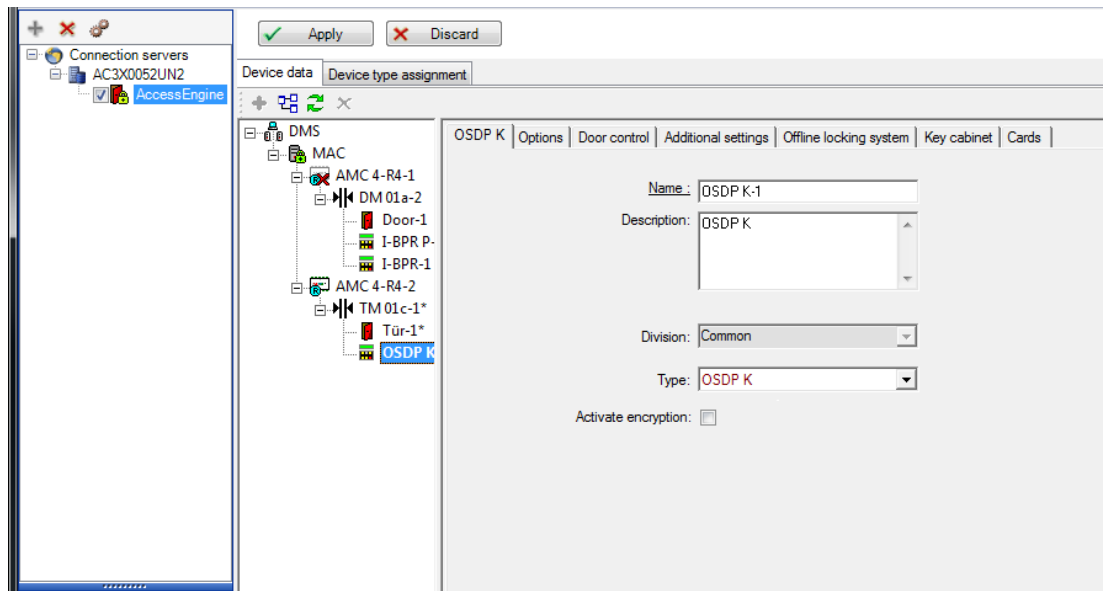 Apply
Discard
Connection servers
AC3X0052UN2
AccessEngine
Device data
Device type assignment
DMS
MAC
AMC 4-R4-1
DM 01a-2
Door-1
I-BPR P-
I-BPR-1
AMC 4-R4-2
TM 01c-1*
Tür-1*
OSDP K
OSDP K
Options
Door control
Additional settings
Offline locking system
Key cabinet
Cards
Name :
OSDP K-1
Description:
OSDP K
Division:
Common
Type:
OSDP K
Activate encryption: